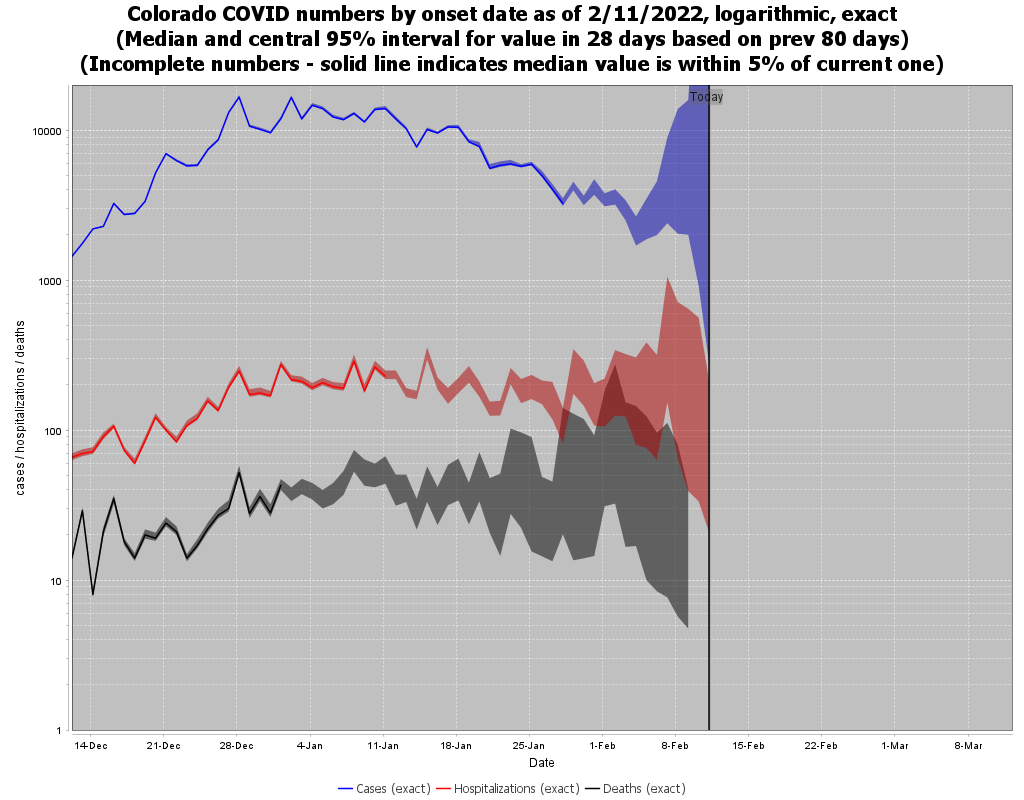 Colorado COVID numbers by onset date as of 2/11/2022, logarithmic, exact
(Median and central 95% interval for value in 28 days based on prev 80 days)
(Incomplete numbers - solid line indicates median value is within 5% of current one)
Today
10000
1000
100
10
1
cases / hospitalizations / deaths
14-Dec 21-Dec 28-Dec 4-Jan 11-Jan 18-Jan 25-Jan 1-Feb 8-Feb 15-Feb 22-Feb 1-Mar 8-Mar
Date
Cases (exact) Hospitalizations (exact) Deaths (exact)